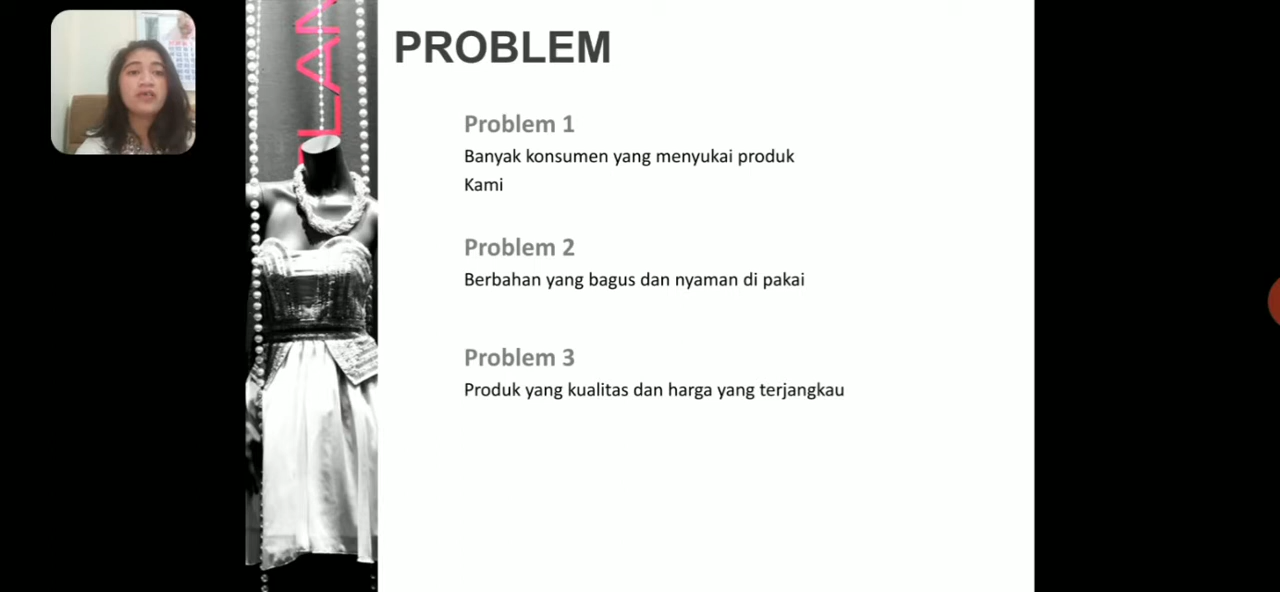 PROBLEM
Problem 1
Banyak konsumen yang menyukai produk
Kami
Problem 2
Berbahan yang bagus dan nyaman di pakai
Problem 3
Produk yang kualitas dan harga yang terjangkau